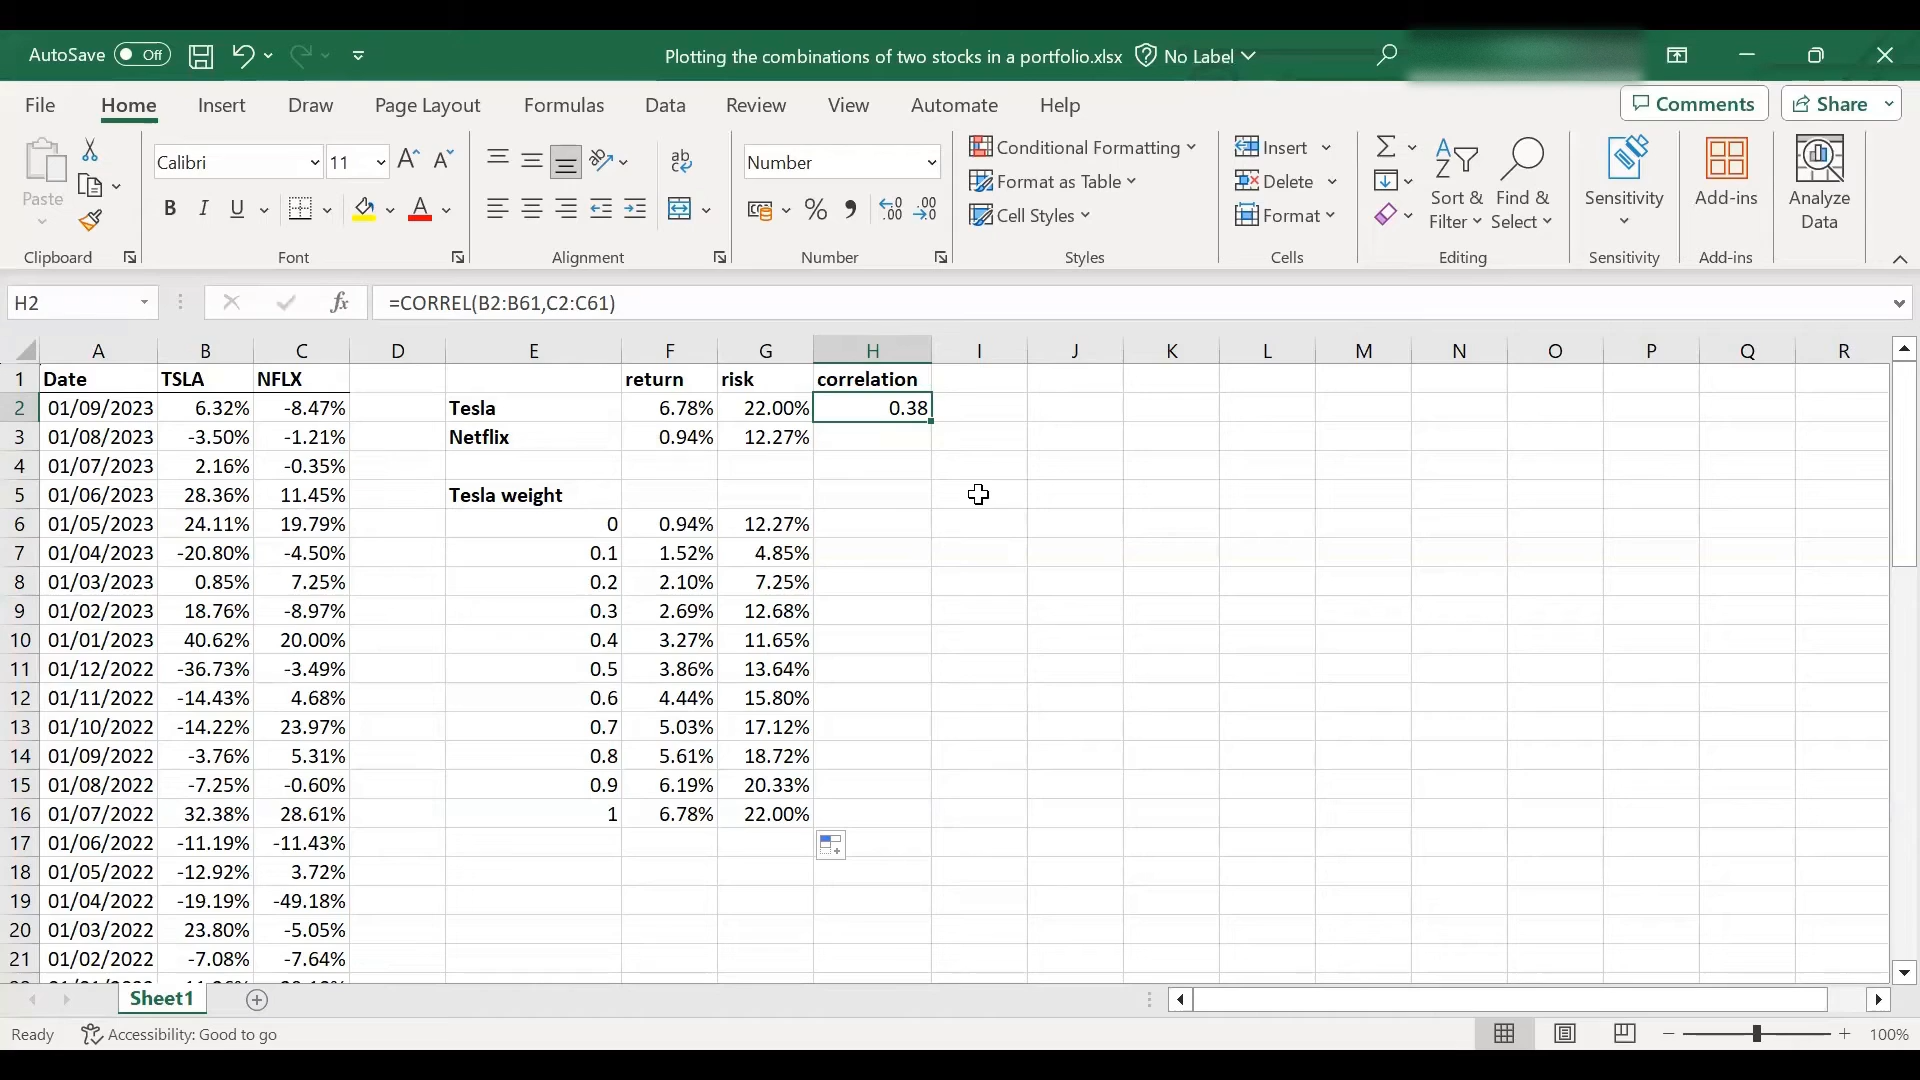 AutoSave Off Plotting the combinations of two stocks in a portfolio.xlsx No Label
File Home Insert Draw Page Layout Formulas Data Review View Automate Help Comments Share
Paste Calibri 11 A A ab Number Conditional Formatting Insert Sort & Find & Sensitivity Add-ins Analyze
B I U A % Format as Table Delete Filter Select Data
Cell Styles Format
Clipboard Font Alignment Number Styles Cells Editing Sensitivity Add-ins
H2 fx =CORREL(B2:B61,C2:C61)
A B C D E F G H I J K L M N O P Q R
1 Date TSLA NFLX return risk correlation
2 01/09/2023 6.32% -8.47% Tesla 6.78% 22.00% 0.38
3 01/08/2023 -3.50% -1.21% Netflix 0.94% 12.27%
4 01/07/2023 2.16% -0.35%
5 01/06/2023 28.36% 11.45% Tesla weight
6 01/05/2023 24.11% 19.79% 0 0.94% 12.27%
7 01/04/2023 -20.80% -4.50% 0.1 1.52% 4.85%
8 01/03/2023 0.85% 7.25% 0.2 2.10% 7.25%
9 01/02/2023 18.76% -8.97% 0.3 2.69% 12.68%
10 01/01/2023 40.62% 20.00% 0.4 3.27% 11.65%
11 01/12/2022 -36.73% -3.49% 0.5 3.86% 13.64%
12 01/11/2022 -14.43% 4.68% 0.6 4.44% 15.80%
13 01/10/2022 -14.22% 23.97% 0.7 5.03% 17.12%
14 01/09/2022 -3.76% 5.31% 0.8 5.61% 18.72%
15 01/08/2022 -7.25% -0.60% 0.9 6.19% 20.33%
16 01/07/2022 32.38% 28.61% 1 6.78% 22.00%
17 01/06/2022 -11.19% -11.43%
18 01/05/2022 -12.92% 3.72%
19 01/04/2022 -19.19% -49.18%
20 01/03/2022 23.80% -5.05%
21 01/02/2022 -7.08% -7.64%
Sheet1
Ready Accessibility: Good to go 100%